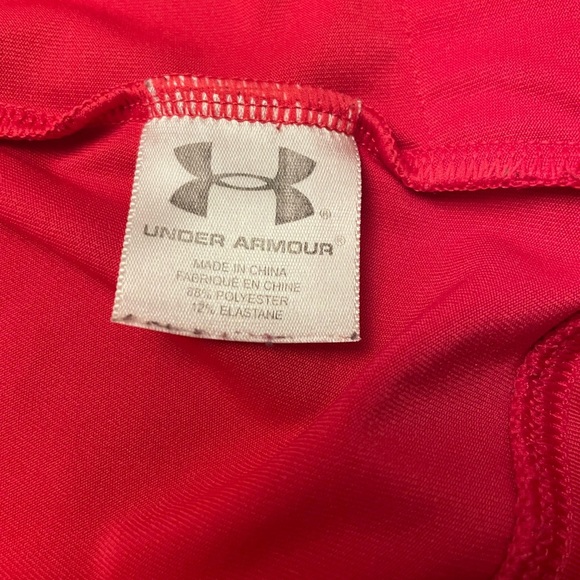 ®
UNDER ARMOUR®
MADE IN CHINA
FABRIQUÉ EN CHINE
88% POLYESTER
12% ELASTANE